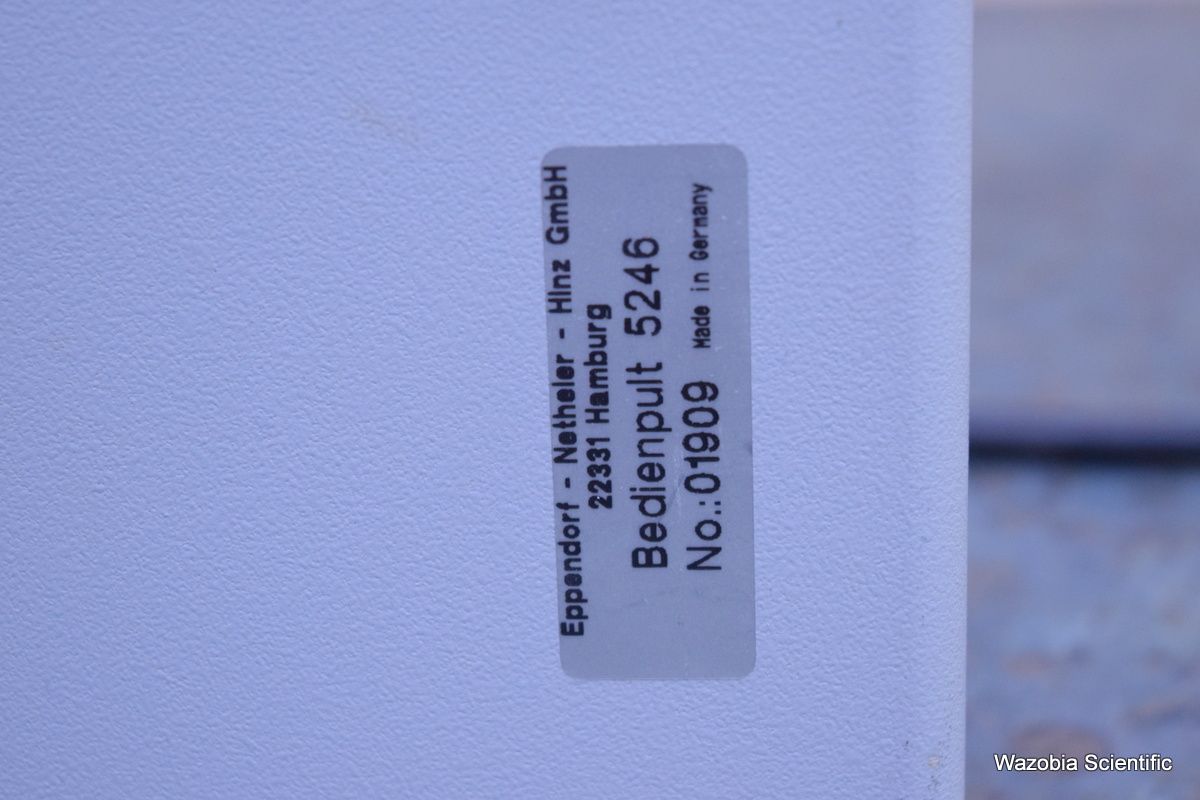 Eppendorf - Netheler - Hinz GmbH
22331 Hamburg
Bedienpult 5246
No.:01909 Made in Germany
Wazobia Scientific